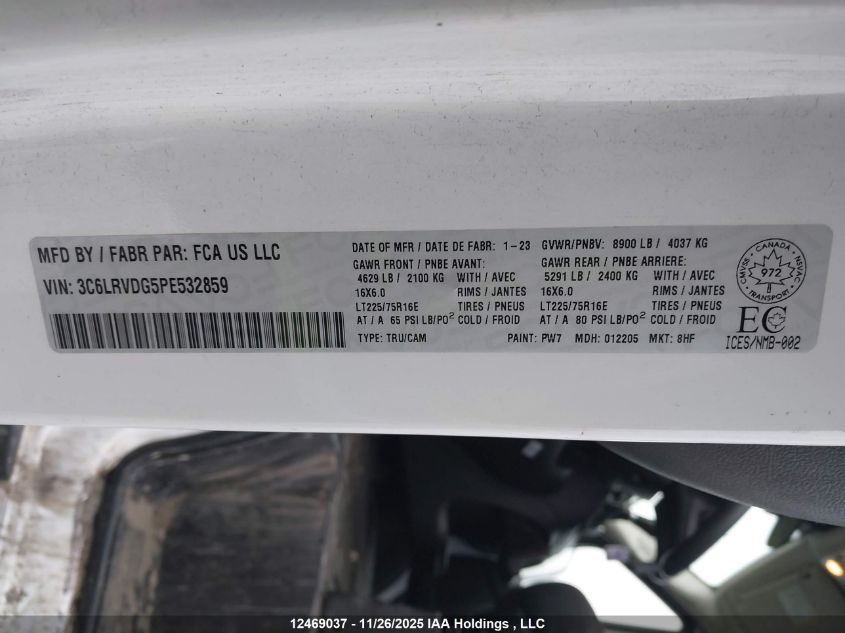 MFD BY / FABR PAR: FCA US LLC
VIN: 3C6LRVDG5PE532859
DATE OF MFR / DATE DE FABR: 1-23 GVWR/PNBV: 8900 LB / 4037 KG
GAWR FRONT / PNBE AVANT: GAWR REAR / PNBE ARRIERE:
4629 LB / 2100 KG WITH / AVEC 5291 LB / 2400 KG WITH / AVEC
16X6.0 RIMS / JANTES 16X6.0 RIMS / JANTES
LT225/75R16E TIRES / PNEUS LT225/75R16E TIRES / PNEUS
AT / A 65 PSI LB/PO² COLD / FROID AT / A 80 PSI LB/PO² COLD / FROID
TYPE: TRU/CAM PAINT: PW7 MDH: 012205 MKT: 8HF
CANADA
CMVSS NSVAC
972
8
TRANSPORT
EC
ICES/NMB-002
12469037 - 11/26/2025 IAA Holdings , LLC